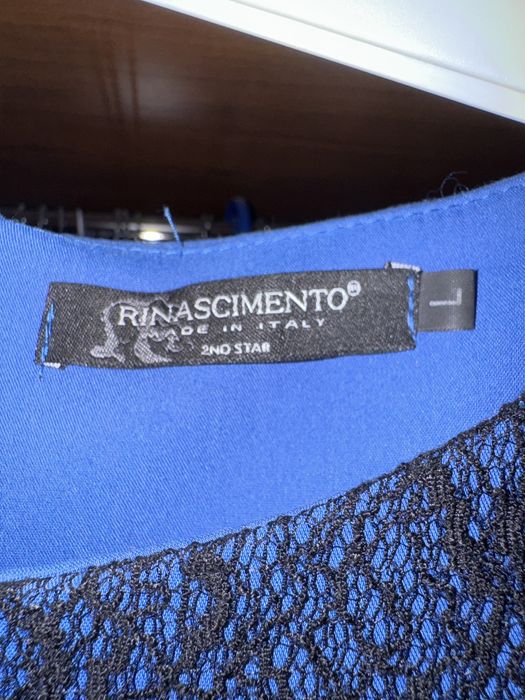 RINASCIMENTO®
MADE IN ITALY
2ND STAR
L